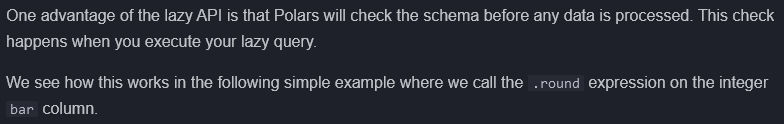 One advantage of the lazy API is that Polars will check the schema before any data is processed. This check
happens when you execute your lazy query.
We see how this works in the following simple example where we call the .round expression on the integer
bar column.